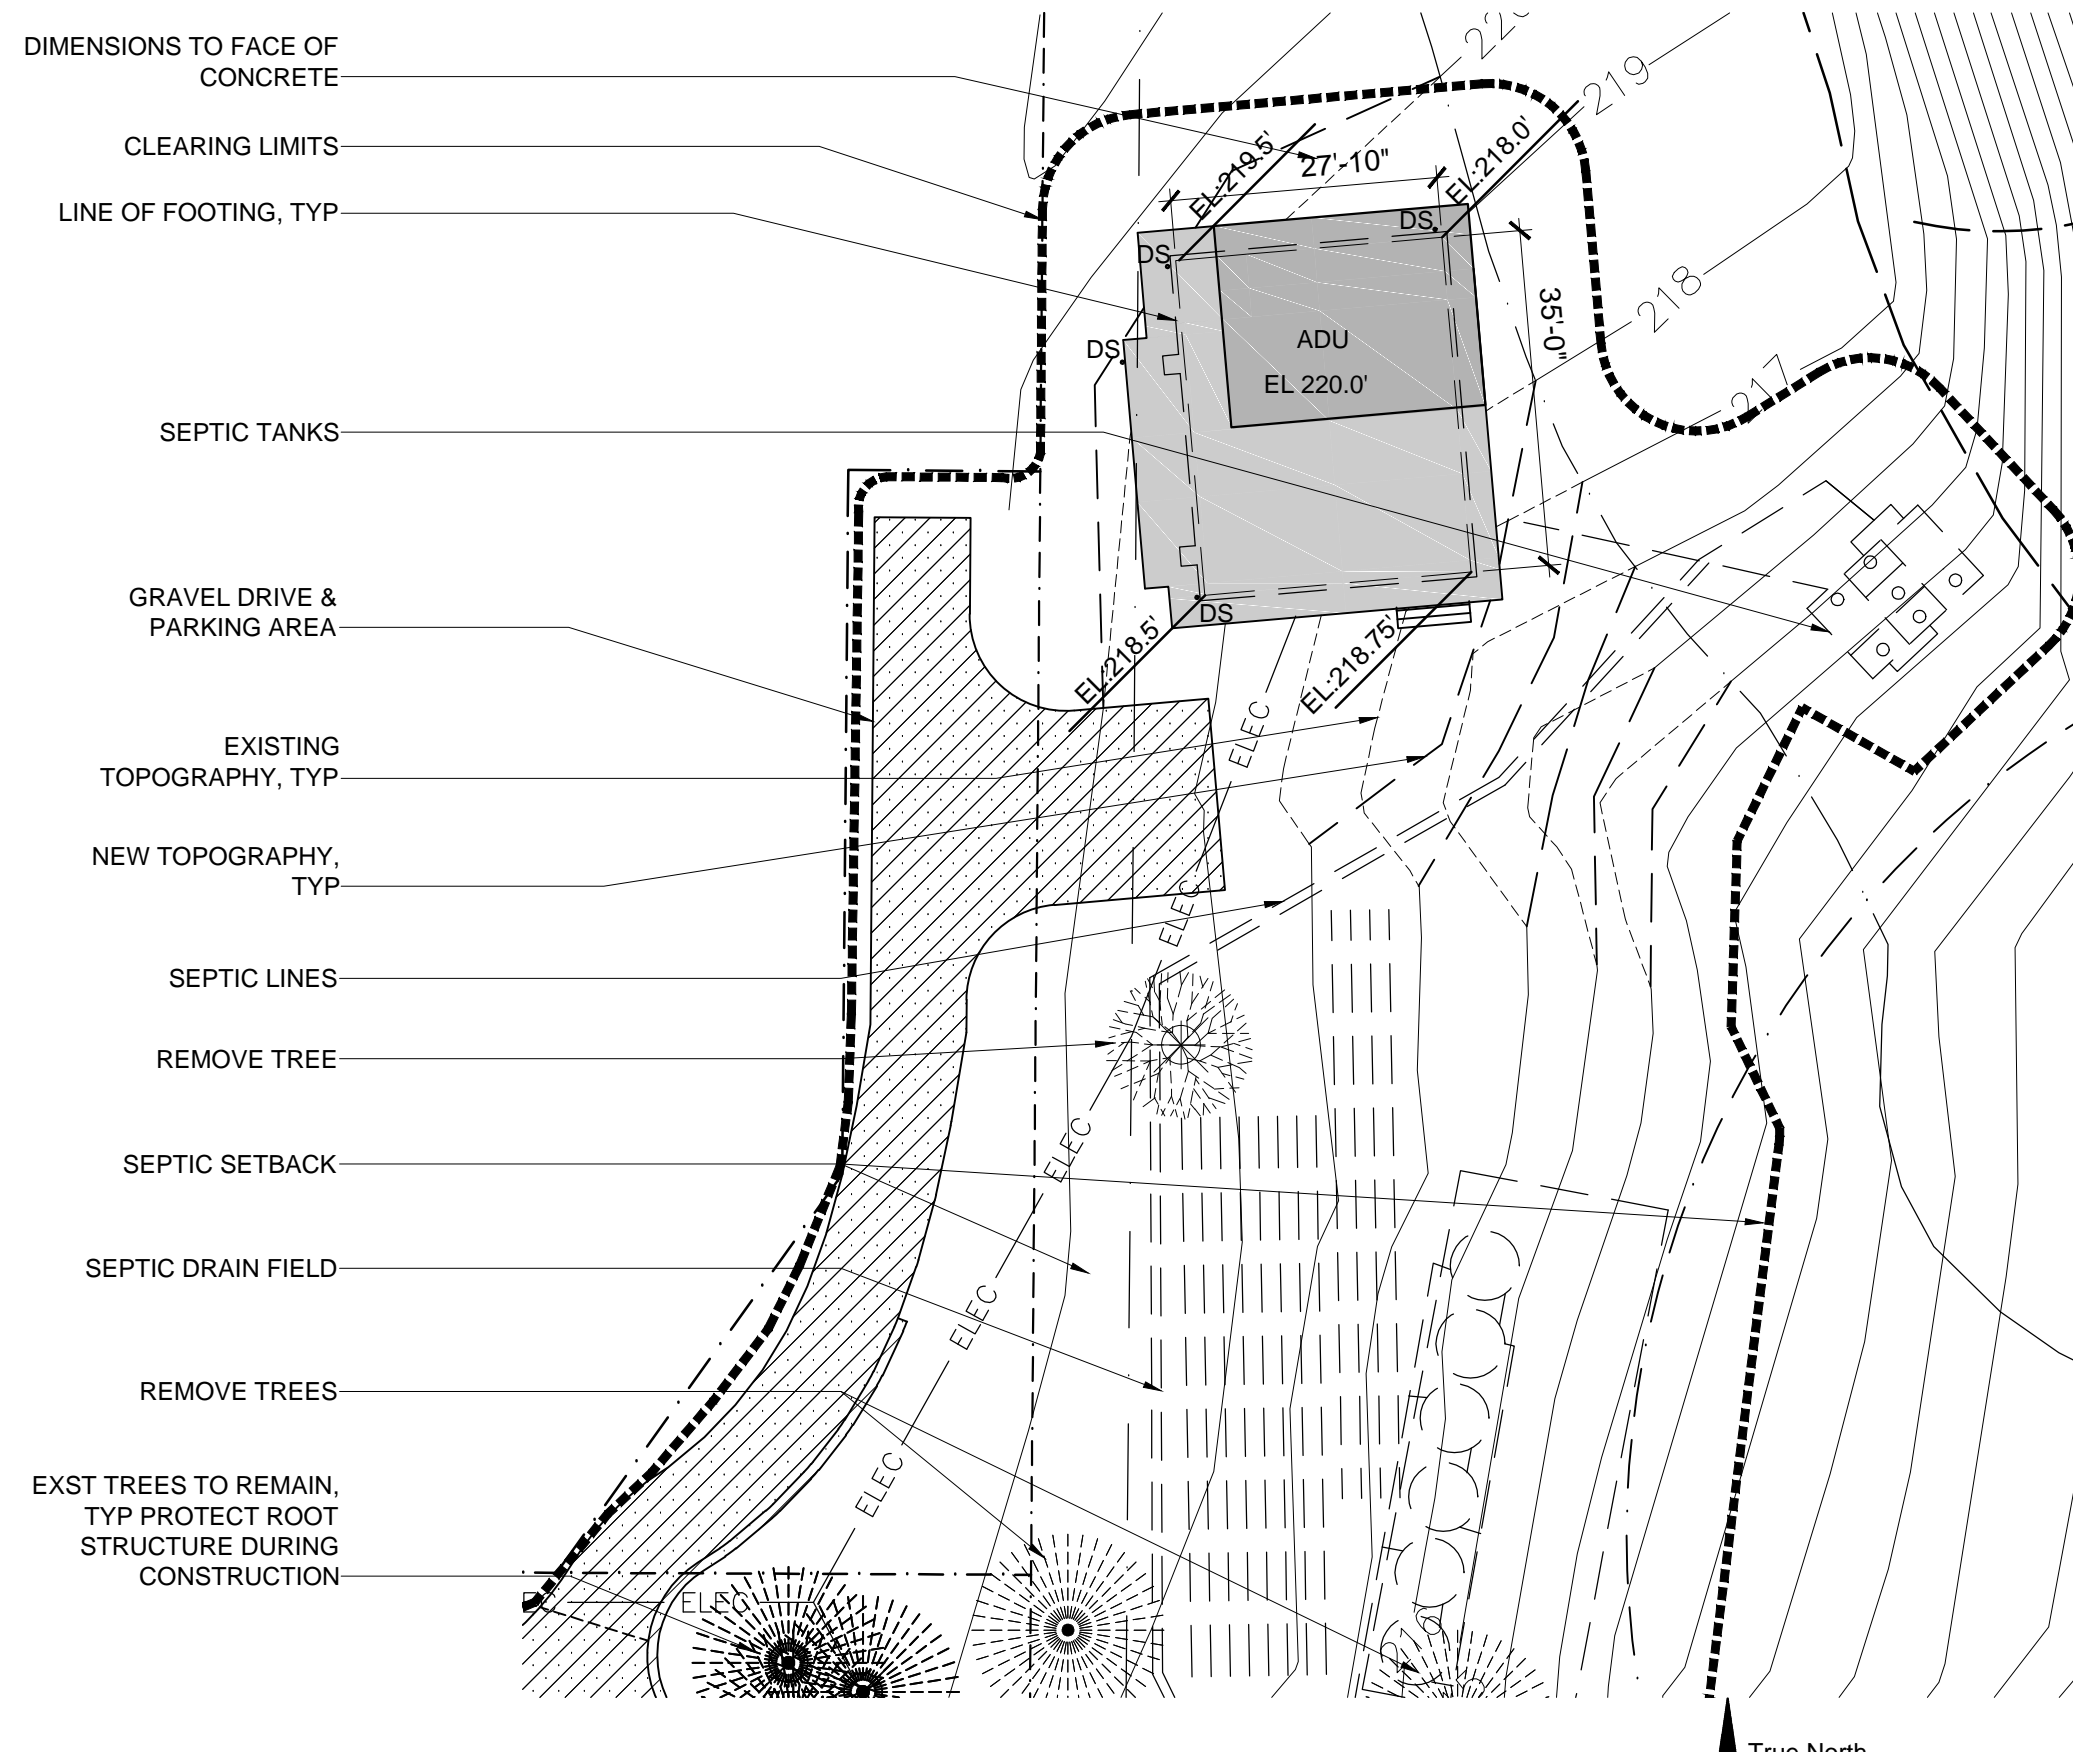 DIMENSIONS TO FACE OF
CONCRETE
CLEARING LIMITS
LINE OF FOOTING, TYP
SEPTIC TANKS
GRAVEL DRIVE &
PARKING AREA
EXISTING
TOPOGRAPHY, TYP
NEW TOPOGRAPHY,
TYP
SEPTIC LINES
REMOVE TREE
SEPTIC SETBACK
SEPTIC DRAIN FIELD
REMOVE TREES
EXST TREES TO REMAIN,
TYP PROTECT ROOT
STRUCTURE DURING
CONSTRUCTION
219
218
217
EL:219.5'
27'-10"
EL:218.0'
DS
DS
DS
DS
35'-0"
ADU
EL 220.0'
EL:218.5'
EL:218.75'
ELEC
ELEC
ELEC
ELEC
ELEC
ELEC
216
True North